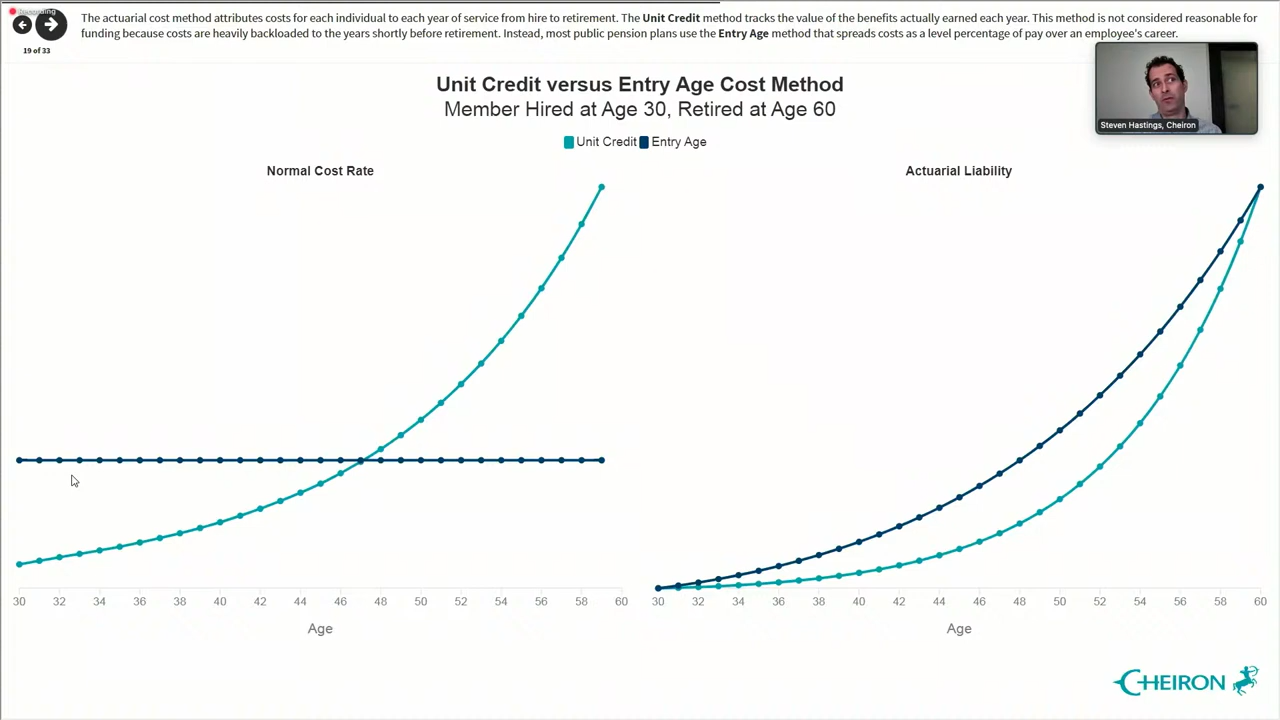 Recording
The actuarial cost method attributes costs for each individual to each year of service from hire to retirement. The Unit Credit method tracks the value of the benefits actually earned each year. This method is not considered reasonable for
funding because costs are heavily backloaded to the years shortly before retirement. Instead, most public pension plans use the Entry Age method that spreads costs as a level percentage of pay over an employee's career.
19 of 33
Unit Credit versus Entry Age Cost Method
Member Hired at Age 30, Retired at Age 60
Steven Hastings, Cheiron
Unit Credit Entry Age
Normal Cost Rate
Actuarial Liability
30 32 34 36 38 40 42 44 46 48 50 52 54 56 58 60
30 32 34 36 38 40 42 44 46 48 50 52 54 56 58 60
Age
Age
CHEIRON